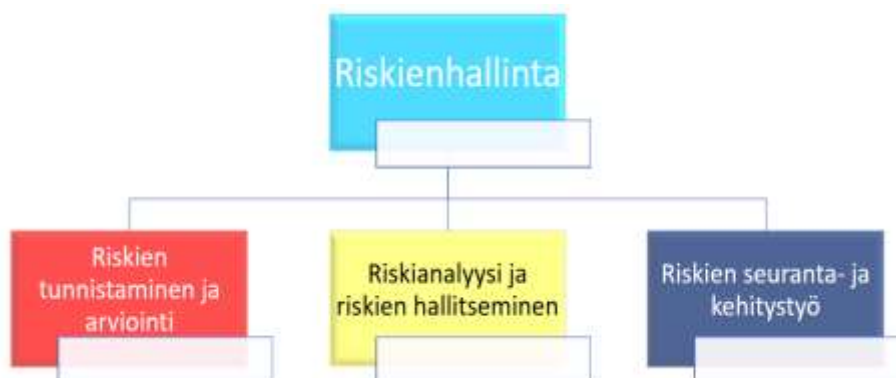 Riskienhallinta
Riskien
tunnistaminen ja
arviointi
Riskianalyysi ja
riskien hallitseminen
Riskien seuranta- ja
kehitystyö